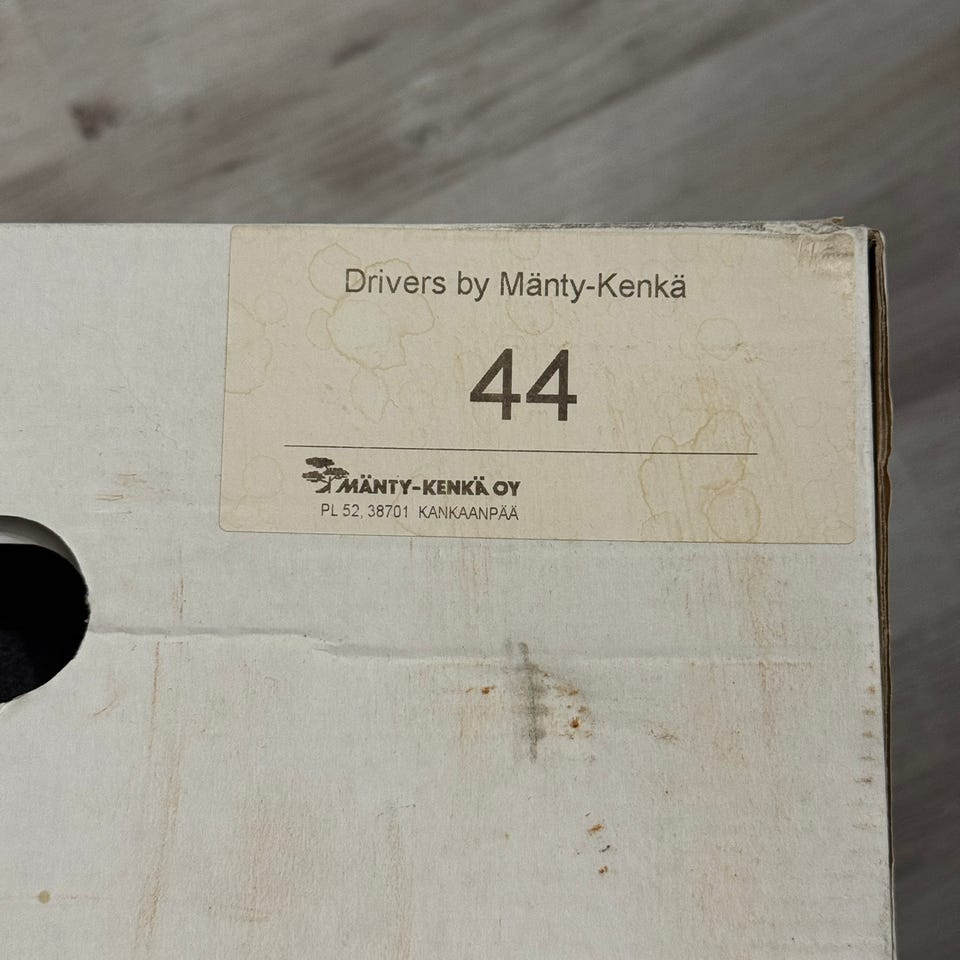 Drivers by Mänty-Kenkä
44
MÄNTY-KENKÄ OY
PL 52, 38701 KANKAANPÄÄ